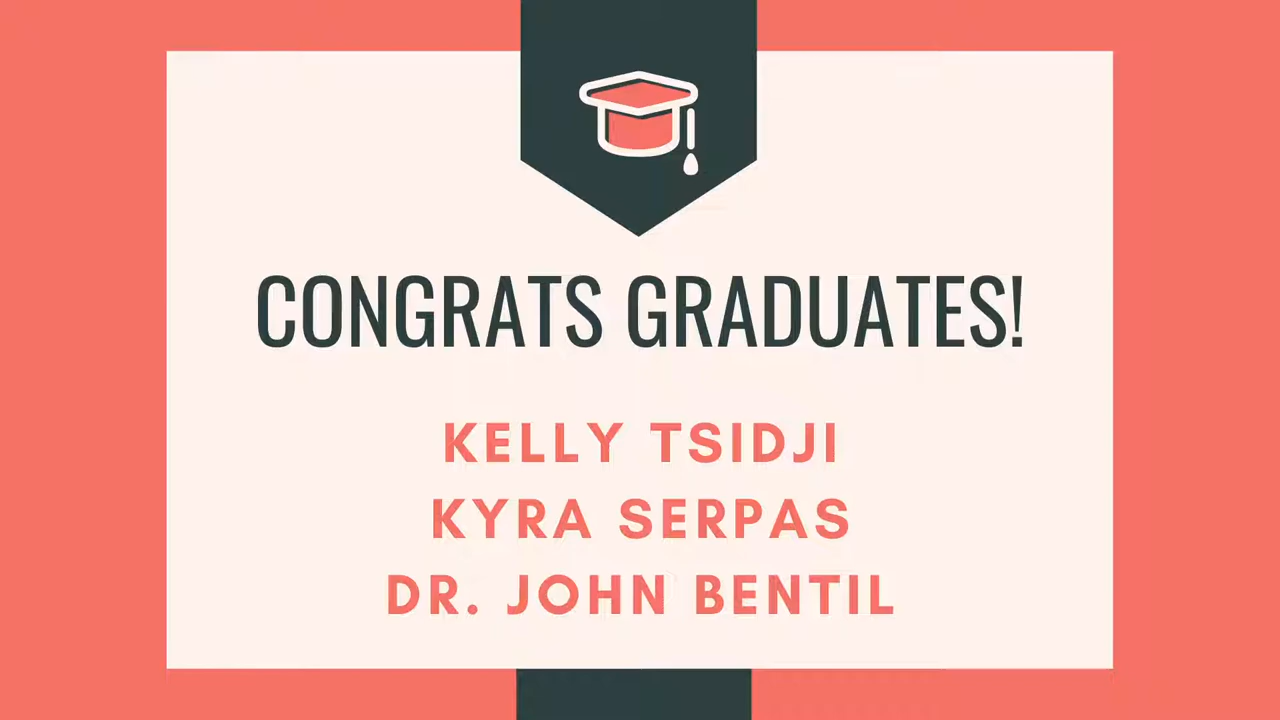 CONGRATS GRADUATES!
KELLY TSIDJI
KYRA SERPAS
DR. JOHN BENTIL